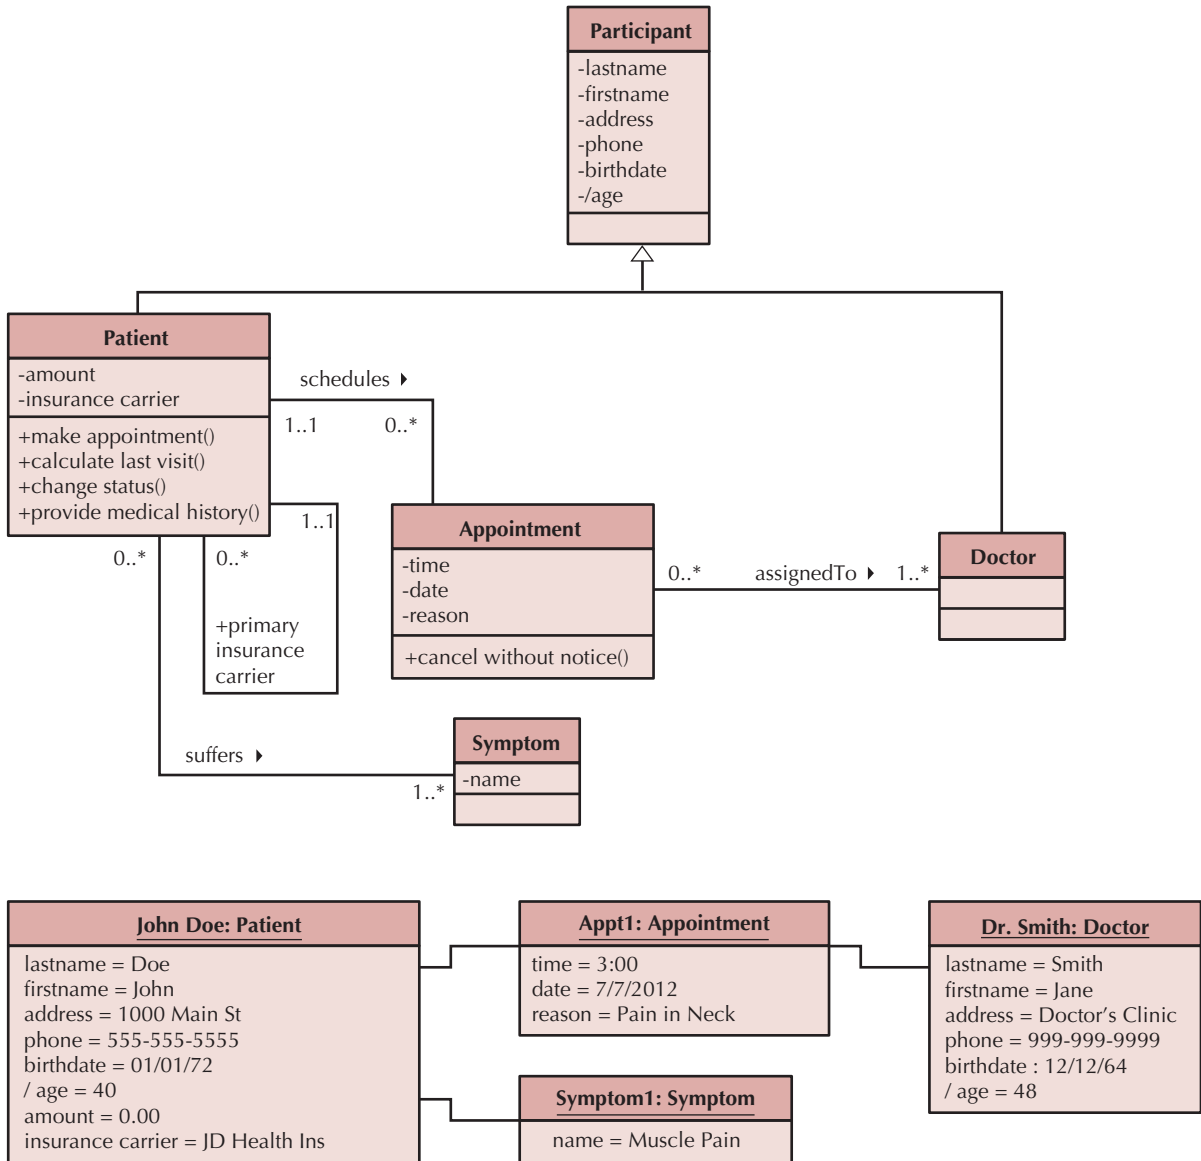 Participant
-lastname
-firstname
-address
-phone
-birthdate
-/age
Patient
-amount
-insurance carrier
+make appointment()
+calculate last visit()
+change status()
+provide medical history()
schedules ▶
1..1
0..*
1..1
0..*
0..*
+primary
insurance
carrier
Appointment
-time
-date
-reason
+cancel without notice()
0..*
assignedTo ▶
1..*
Doctor
suffers ▶
1..*
Symptom
-name
John Doe: Patient
lastname = Doe
firstname = John
address = 1000 Main St
phone = 555-555-5555
birthdate = 01/01/72
/ age = 40
amount = 0.00
insurance carrier = JD Health Ins
Appt1: Appointment
time = 3:00
date = 7/7/2012
reason = Pain in Neck
Symptom1: Symptom
name = Muscle Pain
Dr. Smith: Doctor
lastname = Smith
firstname = Jane
address = Doctor's Clinic
phone = 999-999-9999
birthdate : 12/12/64
/ age = 48